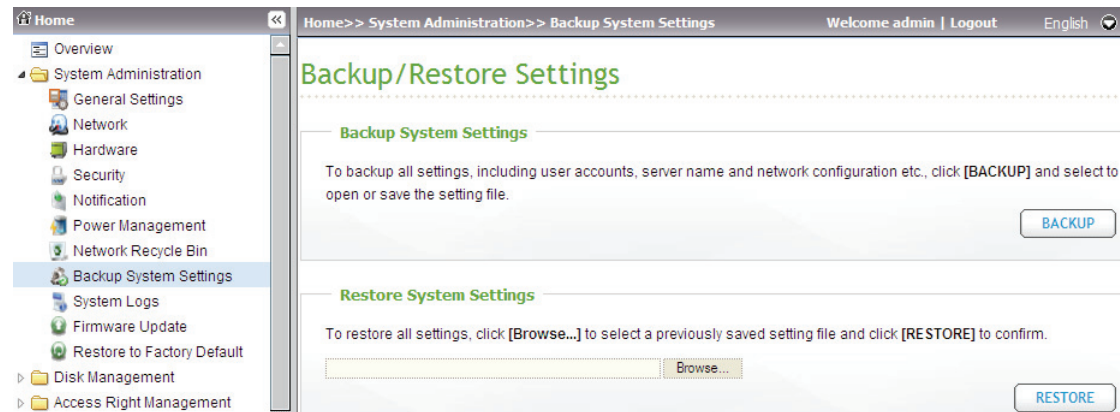 Home
Overview
System Administration
General Settings
Network
Hardware
Security
Notification
Power Management
Network Recycle Bin
Backup System Settings
System Logs
Firmware Update
Restore to Factory Default
Disk Management
Access Right Management
Home>> System Administration>> Backup System Settings
Welcome admin | Logout
English
Backup/Restore Settings
Backup System Settings
To backup all settings, including user accounts, server name and network configuration etc., click [BACKUP] and select to
open or save the setting file.
BACKUP
Restore System Settings
To restore all settings, click [Browse...] to select a previously saved setting file and click [RESTORE] to confirm.
Browse...
RESTORE